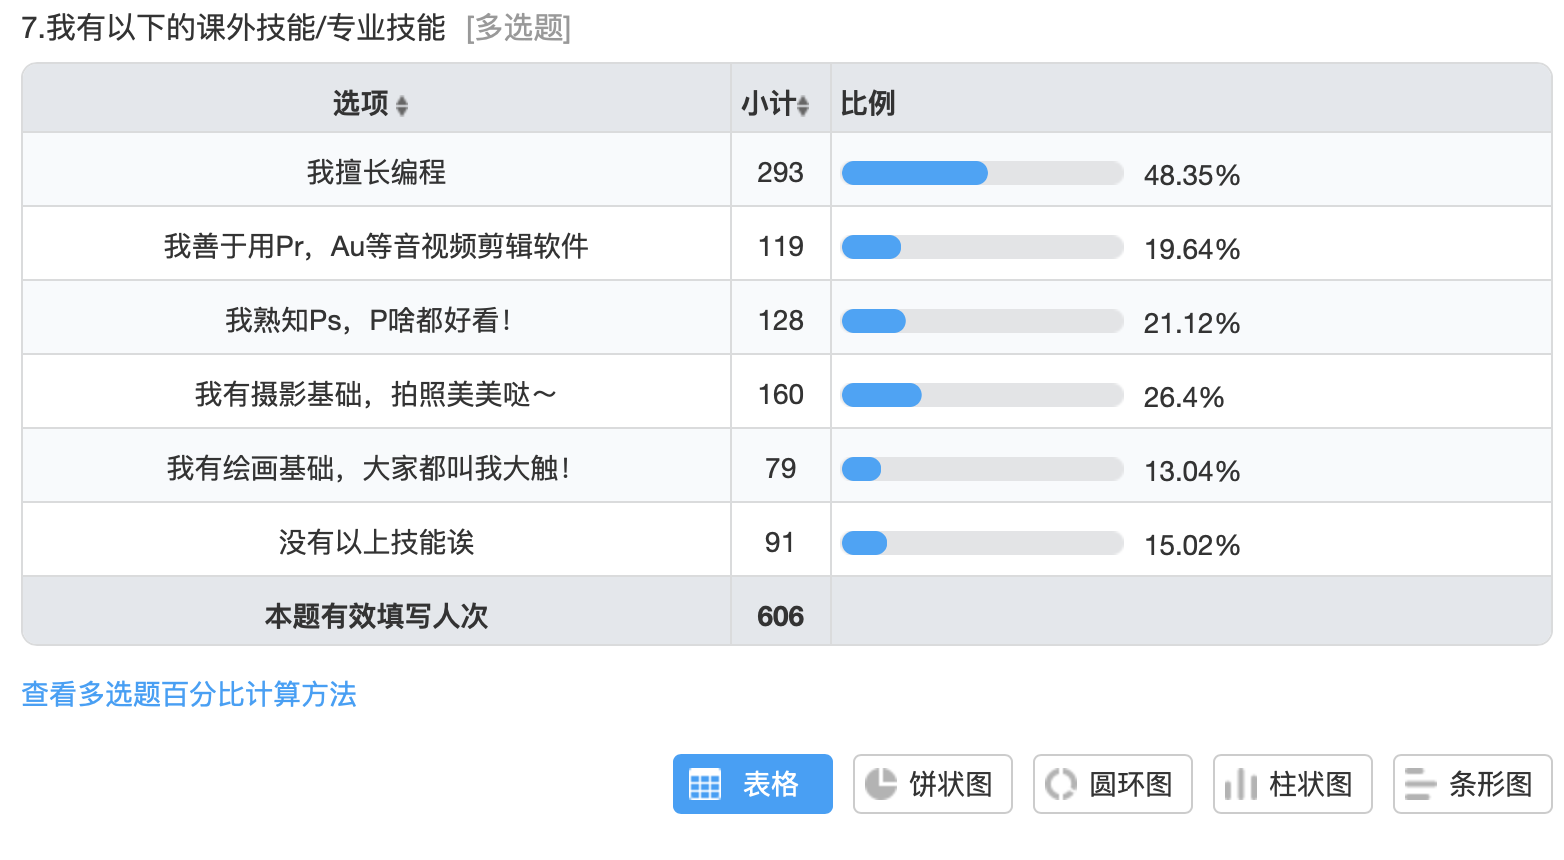 7.我有以下的课外技能/专业技能 [多选题]
选项 小计 比例
我擅长编程 293 48.35%
我善于用Pr，Au等音视频剪辑软件 119 19.64%
我熟知Ps，P啥都好看！ 128 21.12%
我有摄影基础，拍照美美哒～ 160 26.4%
我有绘画基础，大家都叫我大触！ 79 13.04%
没有以上技能诶 91 15.02%
本题有效填写人次 606
查看多选题百分比计算方法
表格 饼状图 圆环图 柱状图 条形图